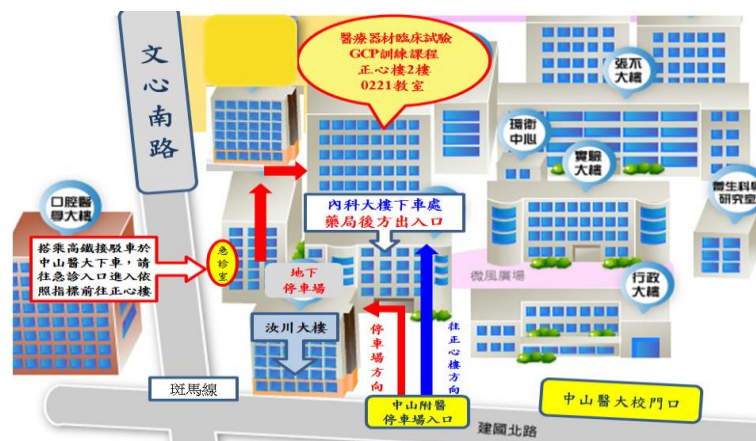 文心南路
醫療器材臨床試驗
GCP訓練課程
正心樓2樓
0221教室
張不
大樓
環衛
中心
實驗
大樓
養生科學
研究室
口腔醫
學大樓
搭乘高鐵接駁車於
中山醫大下車，請
往急診入口進入依
照指標前往正心樓
急診室
內科大樓下車處
藥局後方出入口
地下
停車場
微風廣場
行政
大樓
汝川大樓
停車場方向
往正心樓方向
斑馬線
中山附醫
停車場入口
中山醫大校門口
建國北路